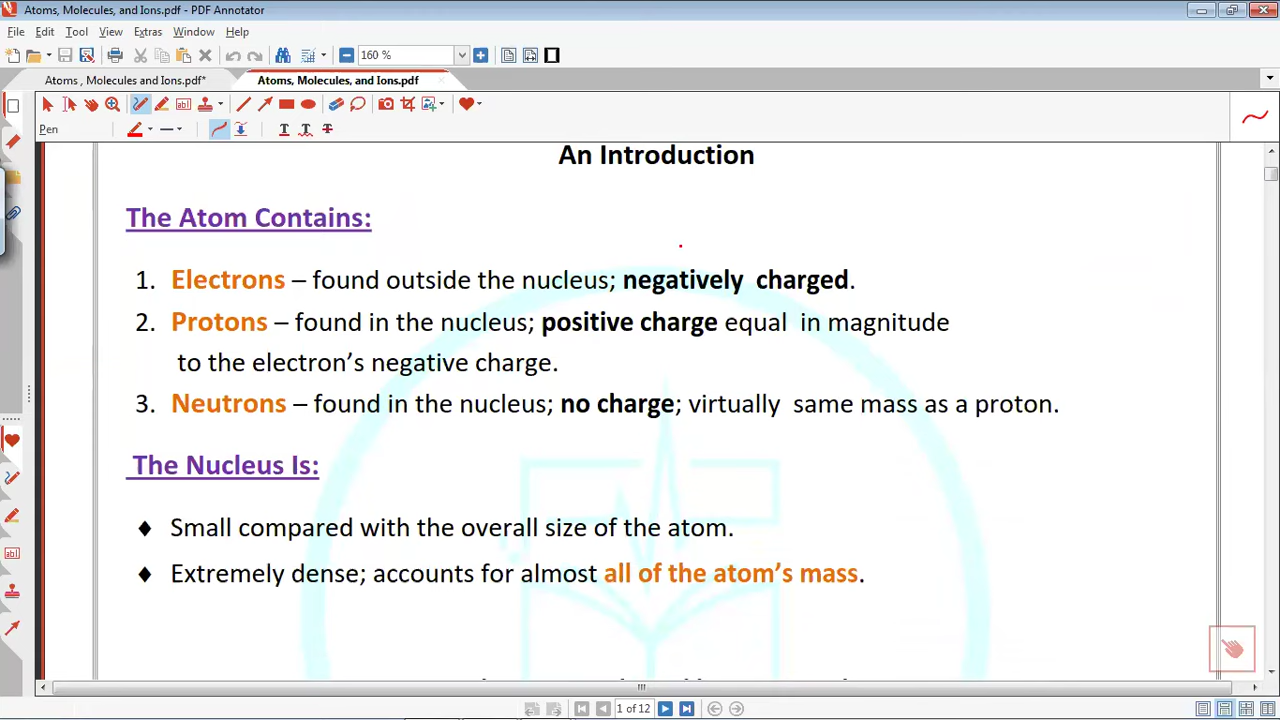 Atoms, Molecules, and Ions.pdf - PDF Annotator
File Edit Tool View Extras Window Help
160 %
Atoms , Molecules and Ions.pdf* Atoms, Molecules, and Ions.pdf
Pen
An Introduction
The Atom Contains:
1. Electrons – found outside the nucleus; negatively charged.
2. Protons – found in the nucleus; positive charge equal in magnitude
to the electron's negative charge.
3. Neutrons – found in the nucleus; no charge; virtually same mass as a proton.
The Nucleus Is:
♦ Small compared with the overall size of the atom.
♦ Extremely dense; accounts for almost all of the atom's mass.
1 of 12